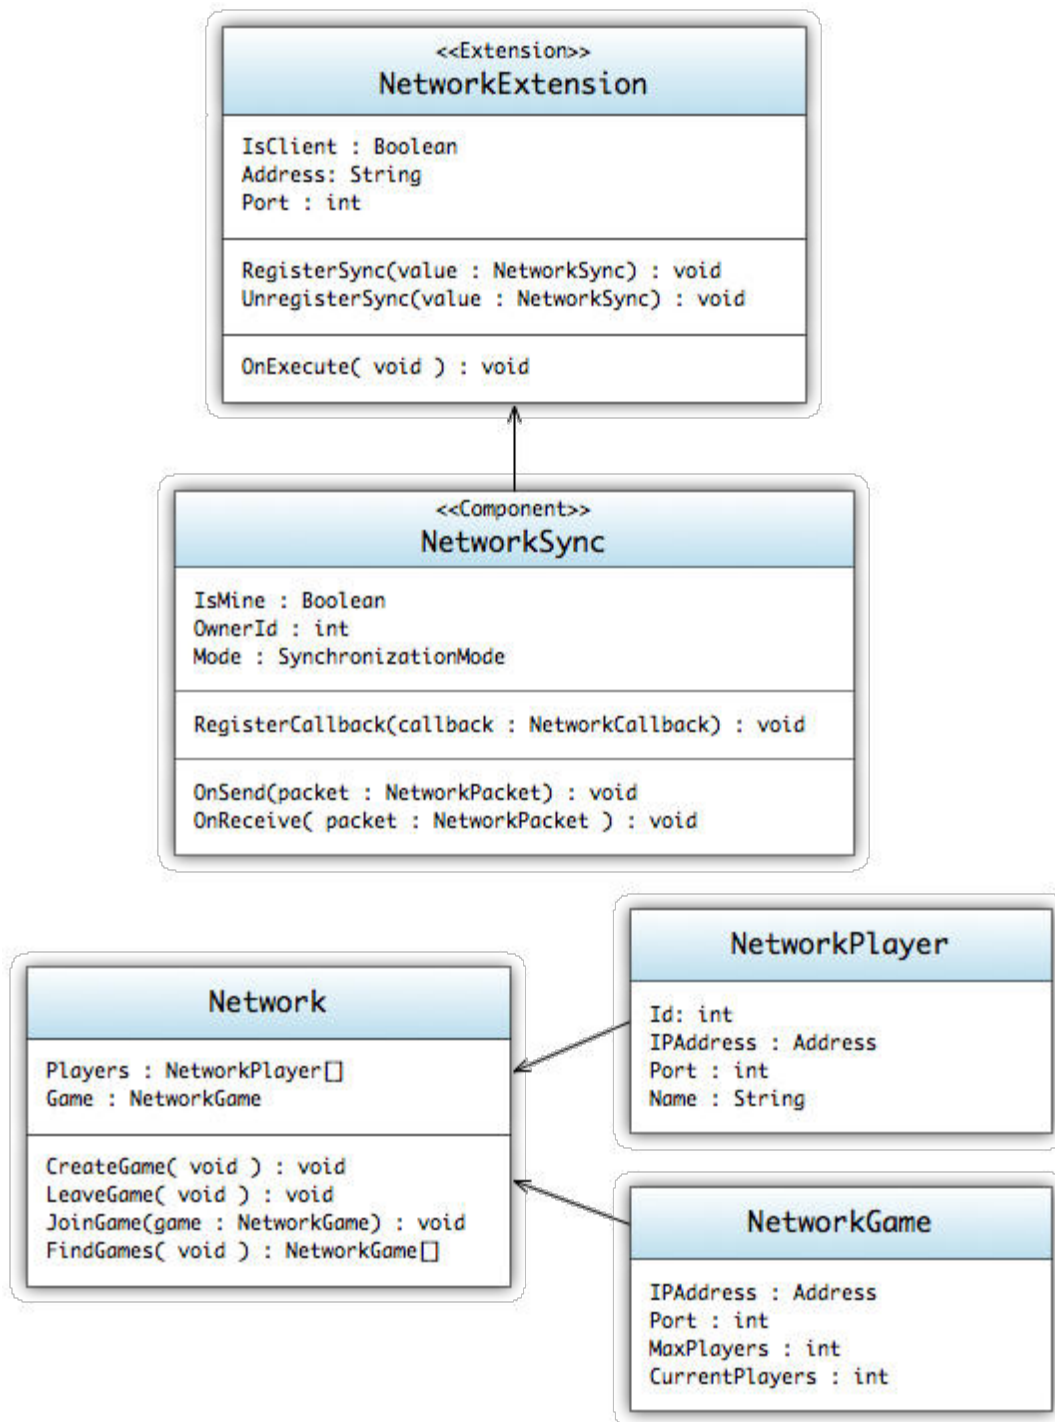 <<Extension>>
NetworkExtension
IsClient : Boolean
Address: String
Port : int
RegisterSync(value : NetworkSync) : void
UnregisterSync(value : NetworkSync) : void
OnExecute( void ) : void
<<Component>>
NetworkSync
IsMine : Boolean
OwnerId : int
Mode : SynchronizationMode
RegisterCallback(callback : NetworkCallback) : void
OnSend(packet : NetworkPacket) : void
OnReceive( packet : NetworkPacket ) : void
Network
Players : NetworkPlayer[]
Game : NetworkGame
CreateGame( void ) : void
LeaveGame( void ) : void
JoinGame(game : NetworkGame) : void
FindGames( void ) : NetworkGame[]
NetworkPlayer
Id: int
IPAddress : Address
Port : int
Name : String
NetworkGame
IPAddress : Address
Port : int
MaxPlayers : int
CurrentPlayers : int